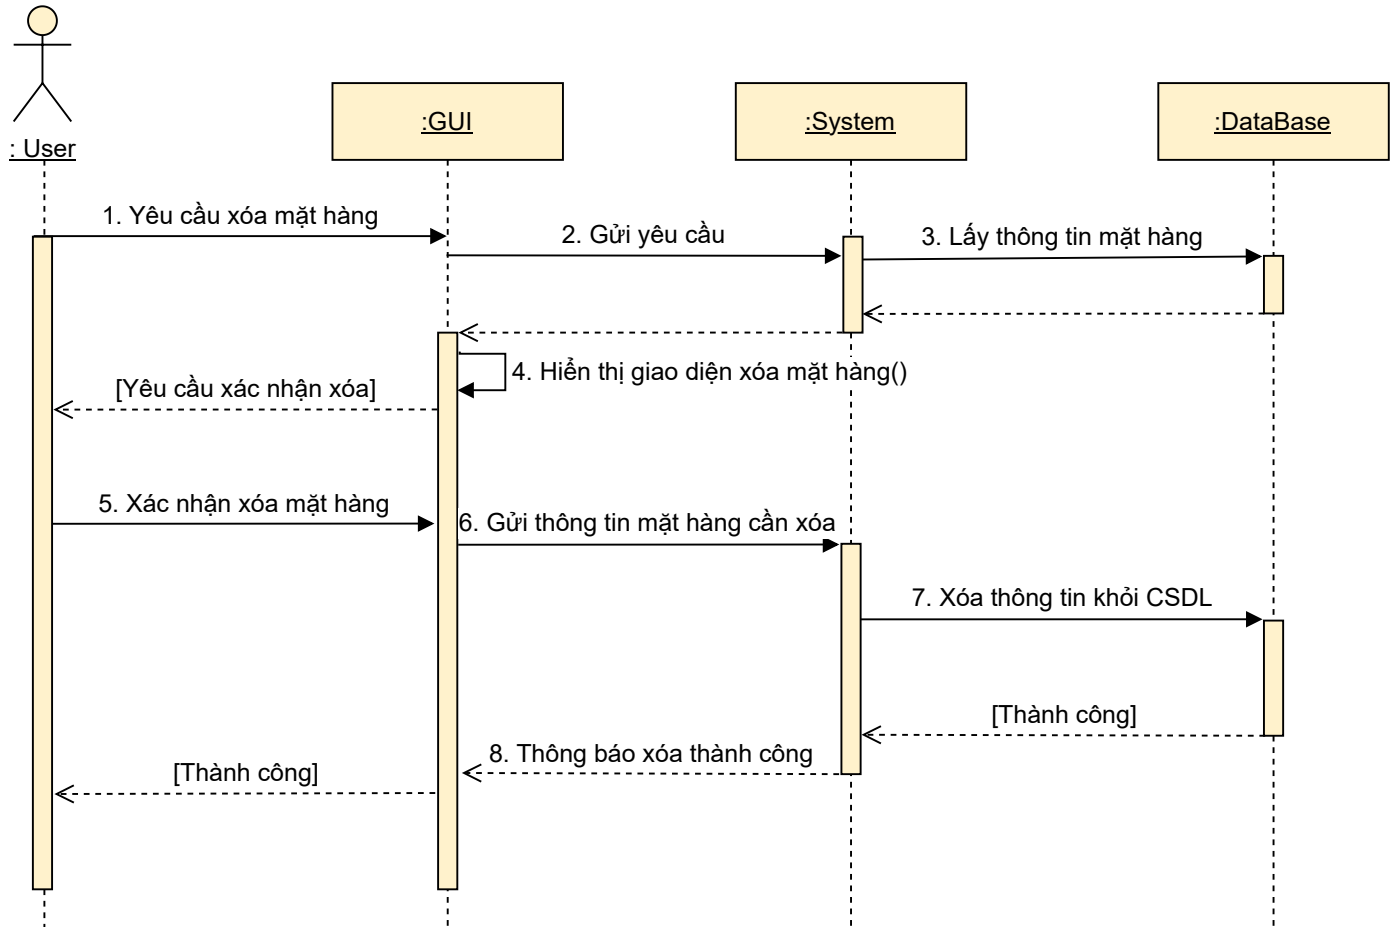 : User
:GUI
:System
:DataBase
1. Yêu cầu xóa mặt hàng
2. Gửi yêu cầu
3. Lấy thông tin mặt hàng
4. Hiển thị giao diện xóa mặt hàng()
[Yêu cầu xác nhận xóa]
5. Xác nhận xóa mặt hàng
6. Gửi thông tin mặt hàng cần xóa
7. Xóa thông tin khỏi CSDL
[Thành công]
8. Thông báo xóa thành công
[Thành công]